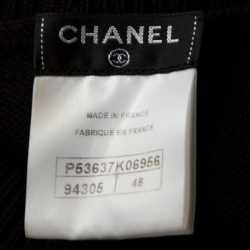 CHANEL
MADE IN FRANCE
FABRIQUE EN FRANCE
P53637K06956
94305 48